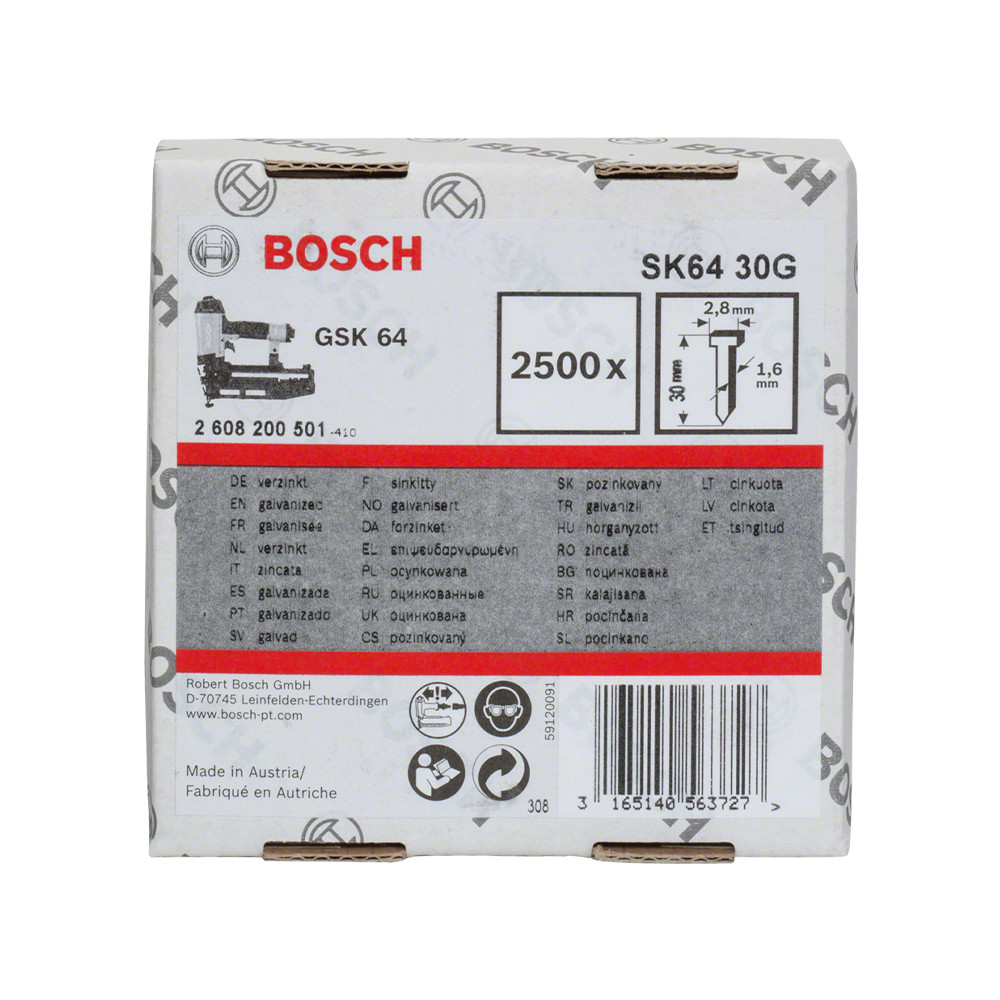 BOSCH
BOSCH
BOSCH
SK64 30G
GSK 64
2500 x
2,8 mm
30 mm
1,6 mm
2 608 200 501 -410
DE verzinkt
EN galvanized
FR galvanisée
NL verzinkt
IT zincata
ES galvanizada
PT galvanizado
SV galvad
F sinkitty
NO galvanisert
DA forzinket
EL επιψευδαργυρωμένη
PL ocynkowana
RU оцинкованные
UK оцинкована
CS pozinkovaný
SK pozinkovaný
TR galvanizli
HU horganyzott
RO zincată
BG поцинкована
SR kalajisana
HR pocinčana
SL pocinkano
LT cinkuota
LV cinkota
ET .tsingitud
Robert Bosch GmbH
D-70745 Leinfelden-Echterdingen
www.bosch-pt.com
Made in Austria/
Fabriqué en Autriche
59120091
308
3 165140 563727 >